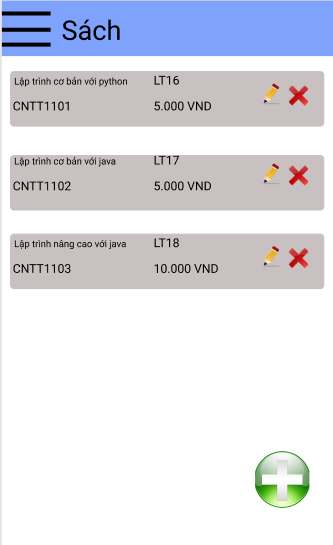 Sách
Lập trình cơ bản với python LT16
CNTT1101 5.000 VND
Lập trình cơ bản với java LT17
CNTT1102 5.000 VND
Lập trình nâng cao với java LT18
CNTT1103 10.000 VND